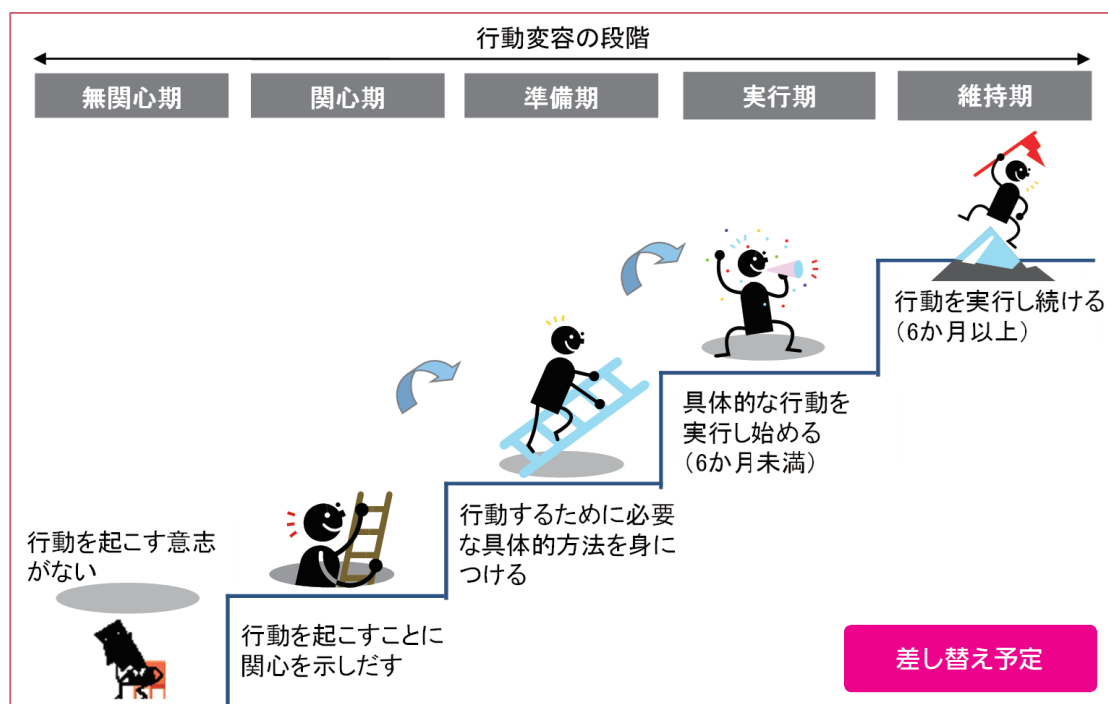 行動変容の段階
無関心期
関心期
準備期
実行期
維持期
行動を起こす意志
がない
行動を起こすことに
関心を示しだす
行動するために必要
な具体的方法を身に
つける
具体的な行動を
実行し始める
（6か月未満）
行動を実行し続ける
（6か月以上）
差し替え予定